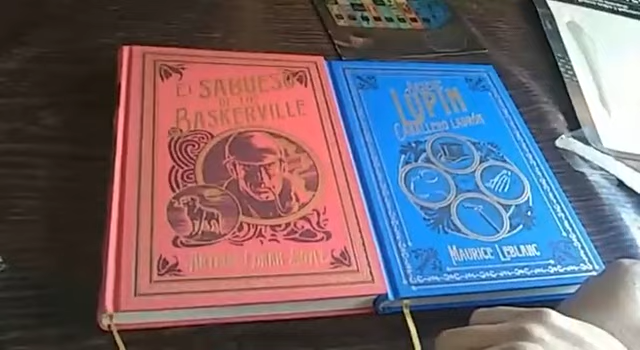 EL SABUESO
DE LOS
BASKERVILLE
ARTHUR CONAN DOYLE
ARSÈNE
LUPIN
CABALLERO LADRÓN
MAURICE LEBLANC